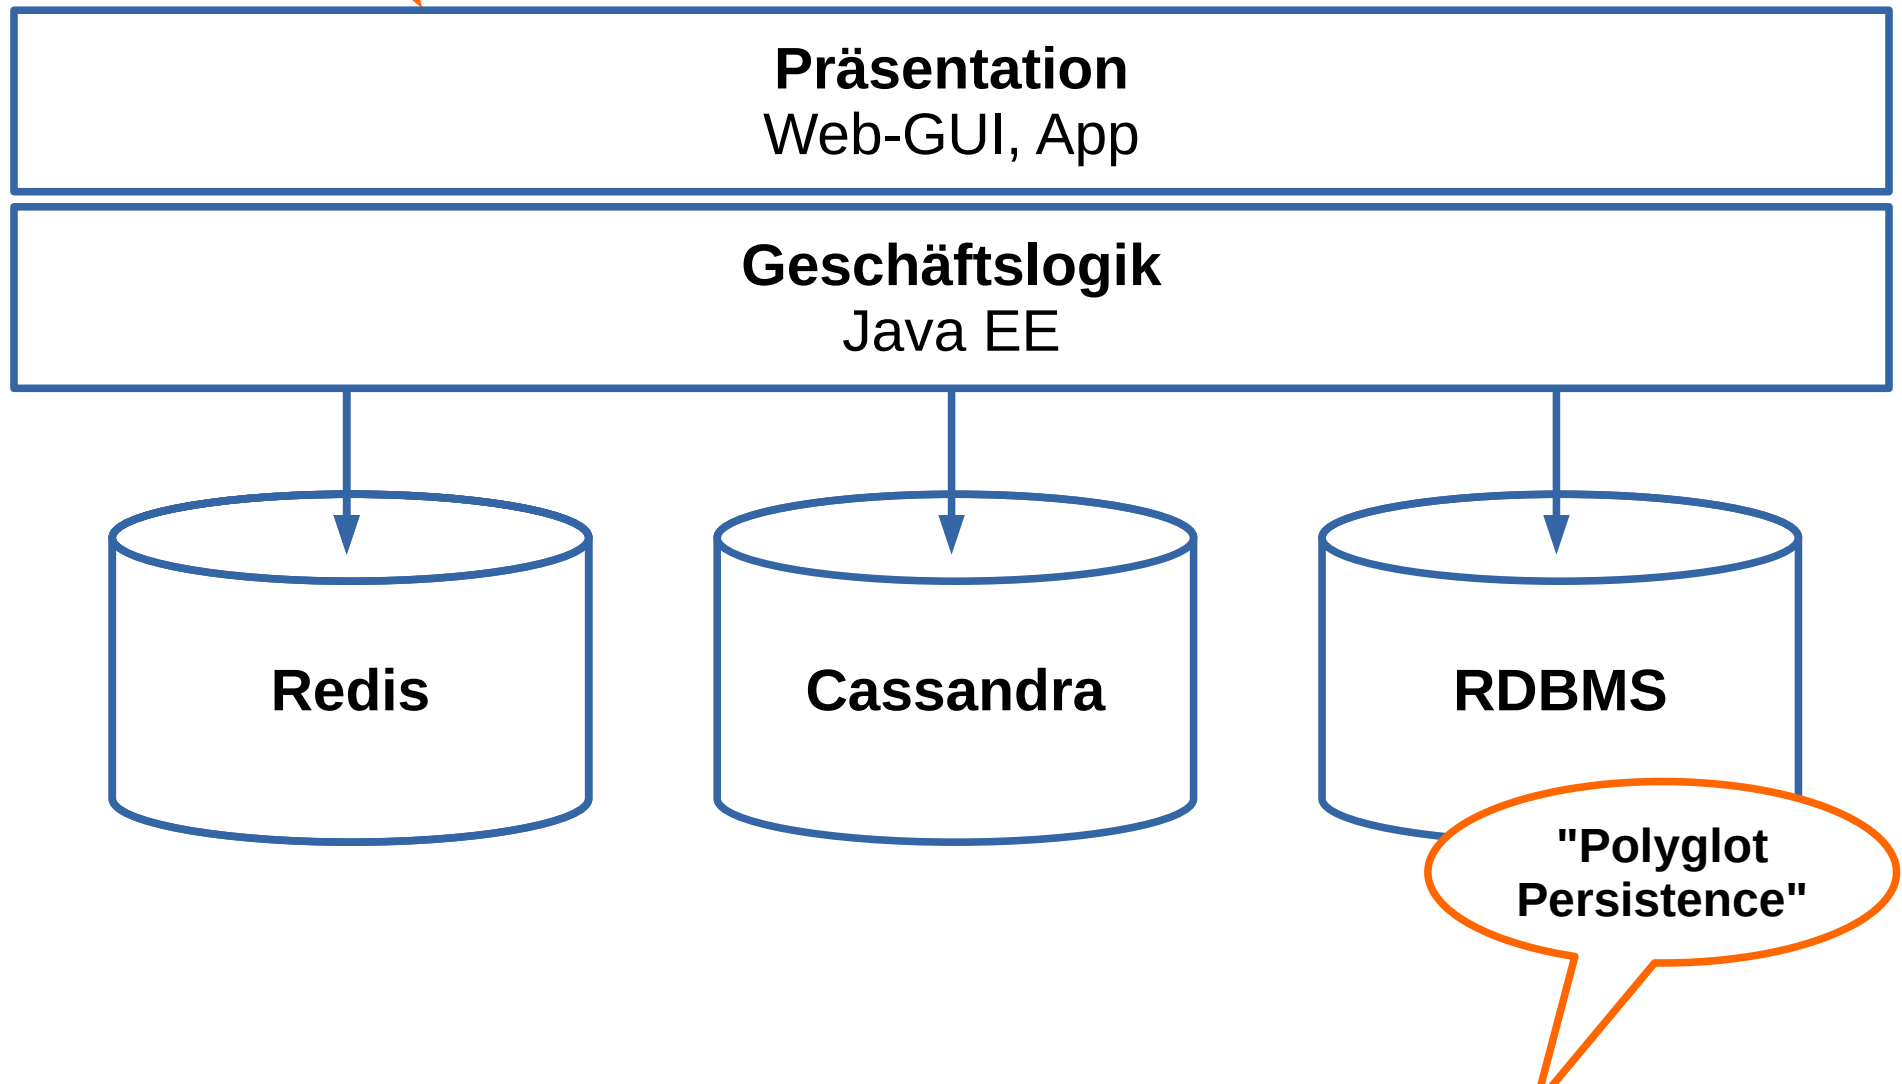 Präsentation
Web-GUI, App
Geschäftslogik
Java EE
Redis
Cassandra
RDBMS
"Polyglot
Persistence"